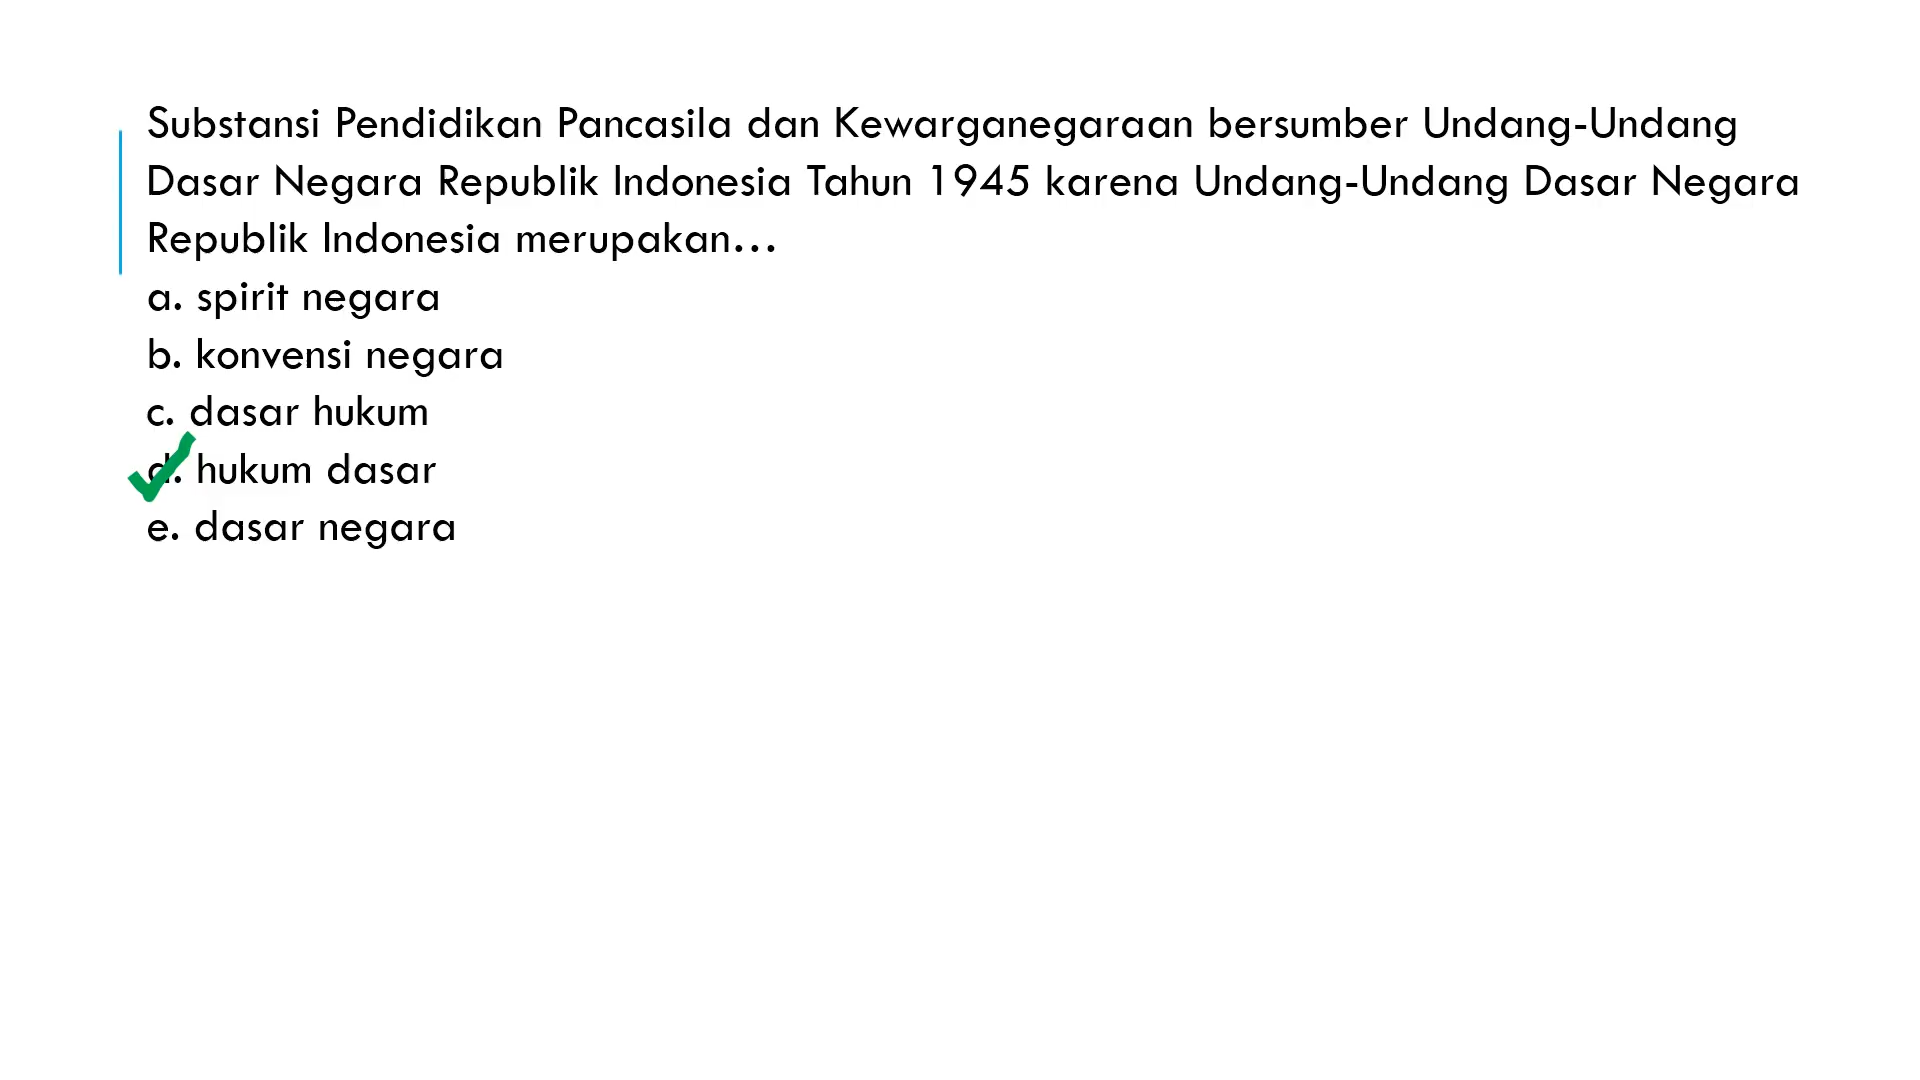 Substansi Pendidikan Pancasila dan Kewarganegaraan bersumber Undang-Undang
Dasar Negara Republik Indonesia Tahun 1945 karena Undang-Undang Dasar Negara
Republik Indonesia merupakan...
a. spirit negara
b. konvensi negara
c. dasar hukum
d. hukum dasar
e. dasar negara